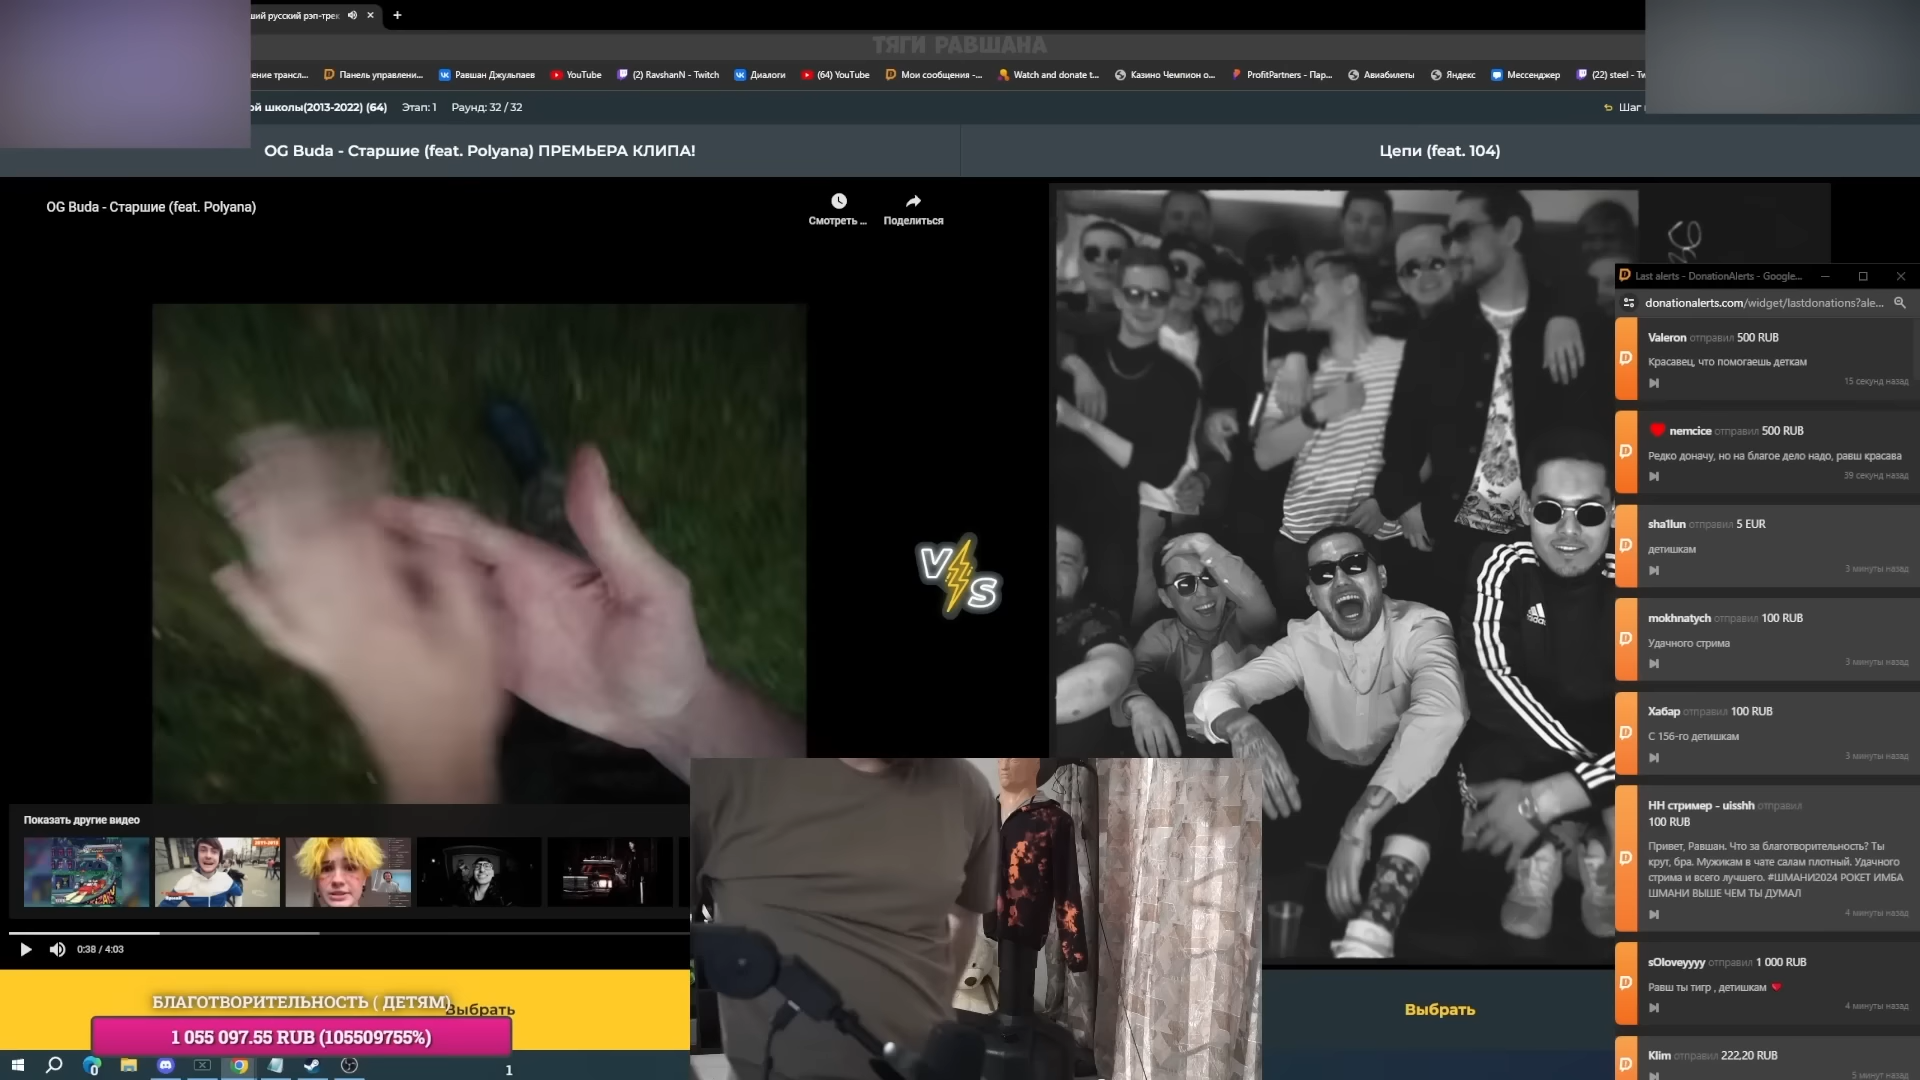 ший русский рэп-трек
ТЯГИ РАВШАНА
ение трансл...
Панель управлени...
Равшан Джульпаев
YouTube
(2) RavshanN - Twitch
Диалоги
(64) YouTube
Мои сообщения -...
Watch and donate t...
Казино Чемпион о...
ProfitPartners - Пар...
Авиабилеты
Яндекс
Мессенджер
(22) steel - Tw
ой школы(2013-2022) (64)
Этап: 1
Раунд: 32 / 32
Шаг
OG Buda - Старшие (feat. Polyana) ПРЕМЬЕРА КЛИПА!
Цепи (feat. 104)
OG Buda - Старшие (feat. Polyana)
Смотреть ...
Поделиться
VS
adidas
Показать другие видео
0:38 / 4:03
БЛАГОТВОРИТЕЛЬНОСТЬ ( ДЕТЯМ)
Выбрать
1 055 097.55 RUB (105509755%)
1
Выбрать
Last alerts - DonationAlerts - Google...
donationalerts.com/widget/lastdonations?ale...
Valeron отправил 500 RUB
Красавец, что помогаешь деткам
15 секунд назад
nemcice отправил 500 RUB
Редко доначу, но на благое дело надо, равш красава
39 секунд назад
sha1lun отправил 5 EUR
детишкам
3 минуты назад
mokhnatych отправил 100 RUB
Удачного стрима
3 минуты назад
Хабар отправил 100 RUB
С 156-го детишкам
3 минуты назад
НН стример - uisshh отправил
100 RUB
Привет, Равшан. Что за благотворительность? Ты
крут, бра. Мужикам в чате салам плотный. Удачного
стрима и всего лучшего. #ШМАНИ2024 РОКЕТ ИМБА
ШМАНИ ВЫШЕ ЧЕМ ТЫ ДУМАЛ
4 минуты назад
sOloveyyyy отправил 1 000 RUB
Равш ты тигр , детишкам
4 минуты назад
Klim отправил 222,20 RUB
5 минут назад